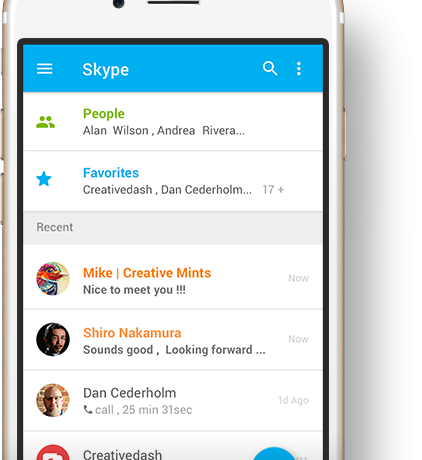 Skype
People
Alan Wilson , Andrea Rivera...
Favorites
Creativedash , Dan Cederholm... 17 +
Recent
Mike | Creative Mints
Now
Nice to meet you !!!
Shiro Nakamura
Now
Sounds good , Looking forward ...
Dan Cederholm
1d Ago
call , 25 min 31sec
Creativedash